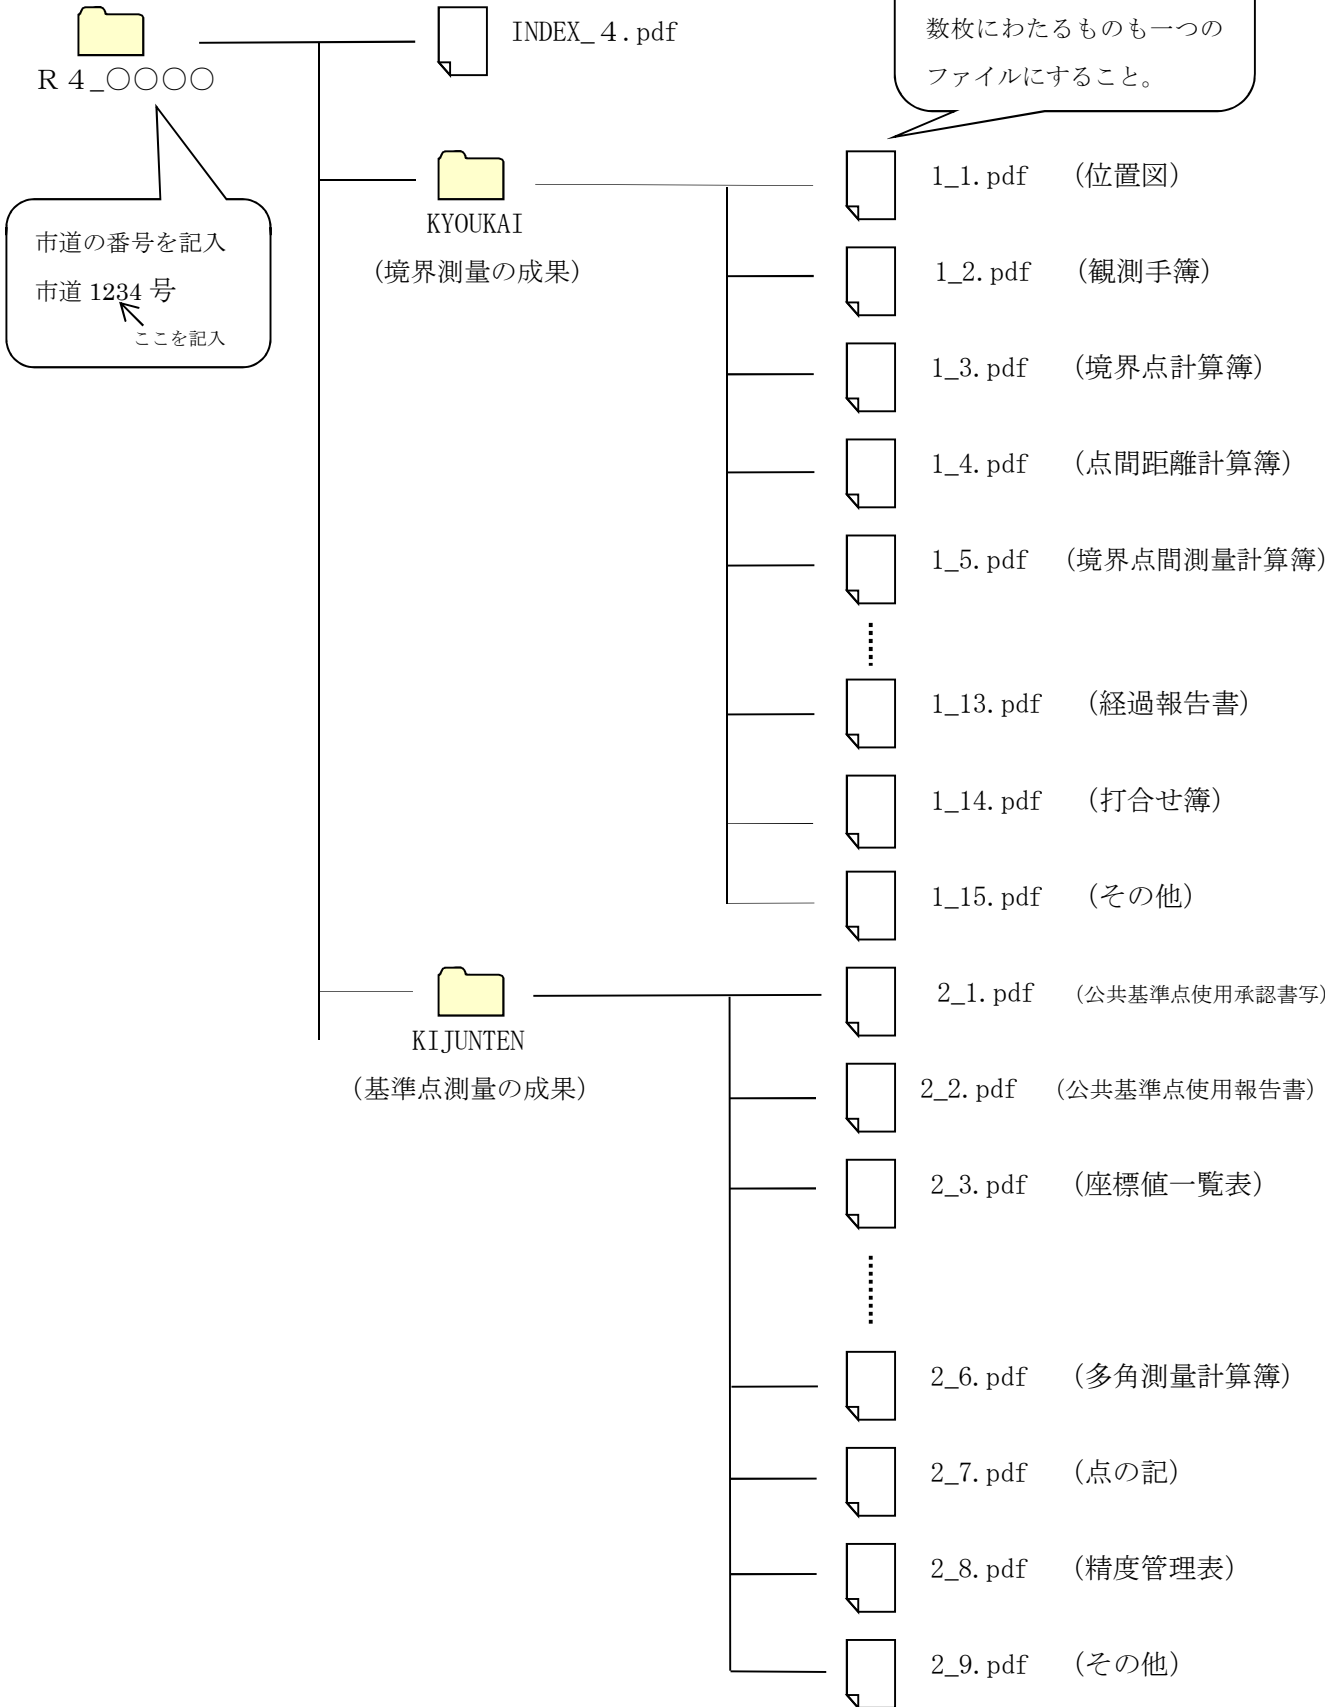 INDEX_４.pdf
数枚にわたるものも一つの
ファイルにすること。
Ｒ４_○○○○
市道の番号を記入
市道 1234 号
ここを記入
KYOUKAI
（境界測量の成果）
1_1.pdf （位置図）
1_2.pdf （観測手簿）
1_3.pdf （境界点計算簿）
1_4.pdf （点間距離計算簿）
1_5.pdf （境界点間測量計算簿）
1_13.pdf （経過報告書）
1_14.pdf （打合せ簿）
1_15.pdf （その他）
KIJUNTEN
（基準点測量の成果）
2_1.pdf （公共基準点使用承認書写）
2_2.pdf （公共基準点使用報告書）
2_3.pdf （座標値一覧表）
2_6.pdf （多角測量計算簿）
2_7.pdf （点の記）
2_8.pdf （精度管理表）
2_9.pdf （その他）